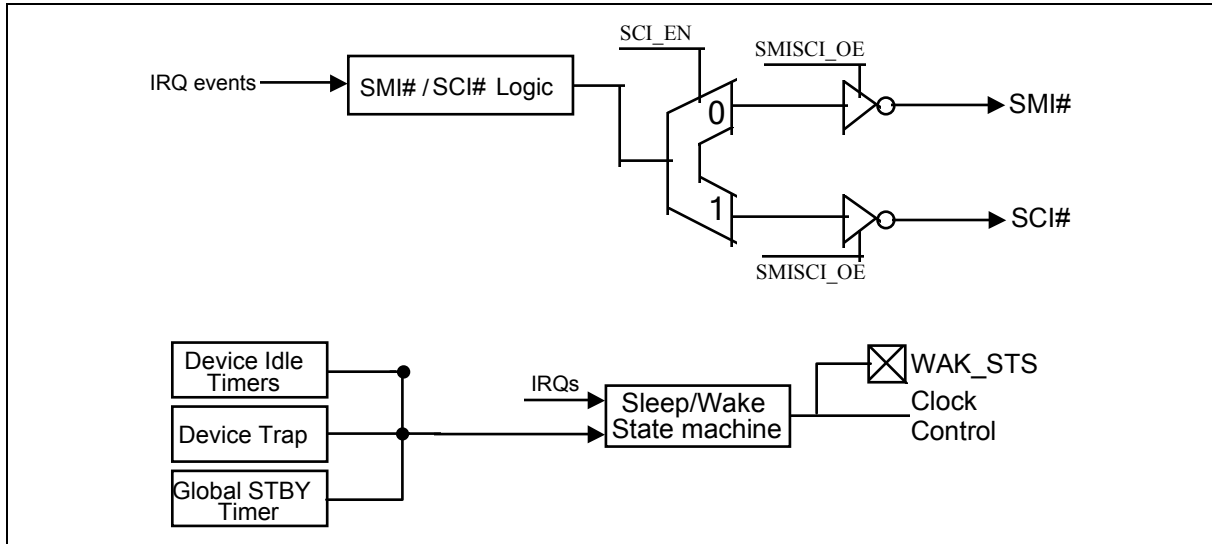 SCI_EN
SMISCI_OE
IRQ events
SMI# / SCI# Logic
0
SMI#
1
SCI#
SMISCI_OE
Device Idle
Timers
Device Trap
Global STBY
Timer
IRQs
Sleep/Wake
State machine
WAK_STS
Clock
Control